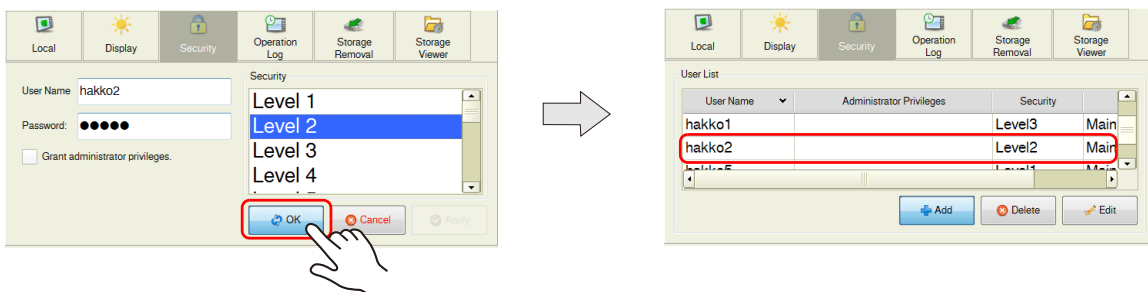 Local Display Security Operation Log Storage Removal Storage Viewer
User Name hakko2
Password: ●●●●●
Grant administrator privileges.
Security
Level 1
Level 2
Level 3
Level 4
OK Cancel Apply
Local Display Security Operation Log Storage Removal Storage Viewer
User List
User Name Administrator Privileges Security
hakko1 Level3 Main
hakko2 Level2 Main
Add Delete Edit